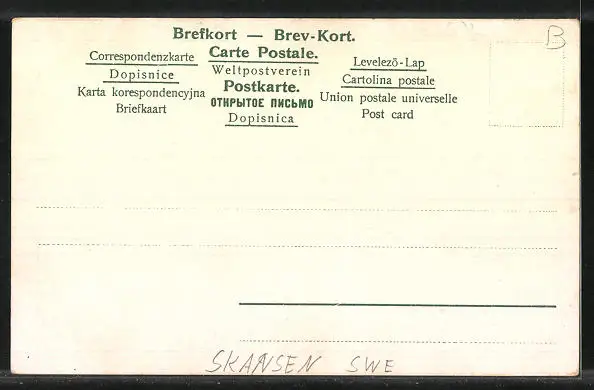 Brefkort — Brev-Kort.
Correspondenzkarte
Dopisnice
Karta korespondencyjna
Briefkaart
Carte Postale.
Weltpostverein
Postkarte.
ОТКРЫТОЕ ПИСЬМО
Dopisnica
Levelező-Lap
Cartolina postale
Union postale universelle
Post card
B
SKANSEN SWE